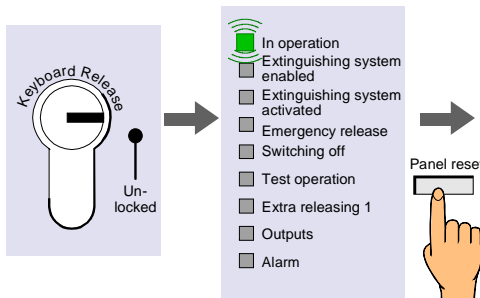 Keyboard Release
Un-
locked
In operation
Extinguishing system
enabled
Extinguishing system
activated
Emergency release
Switching off
Test operation
Extra releasing 1
Outputs
Alarm
Panel reset